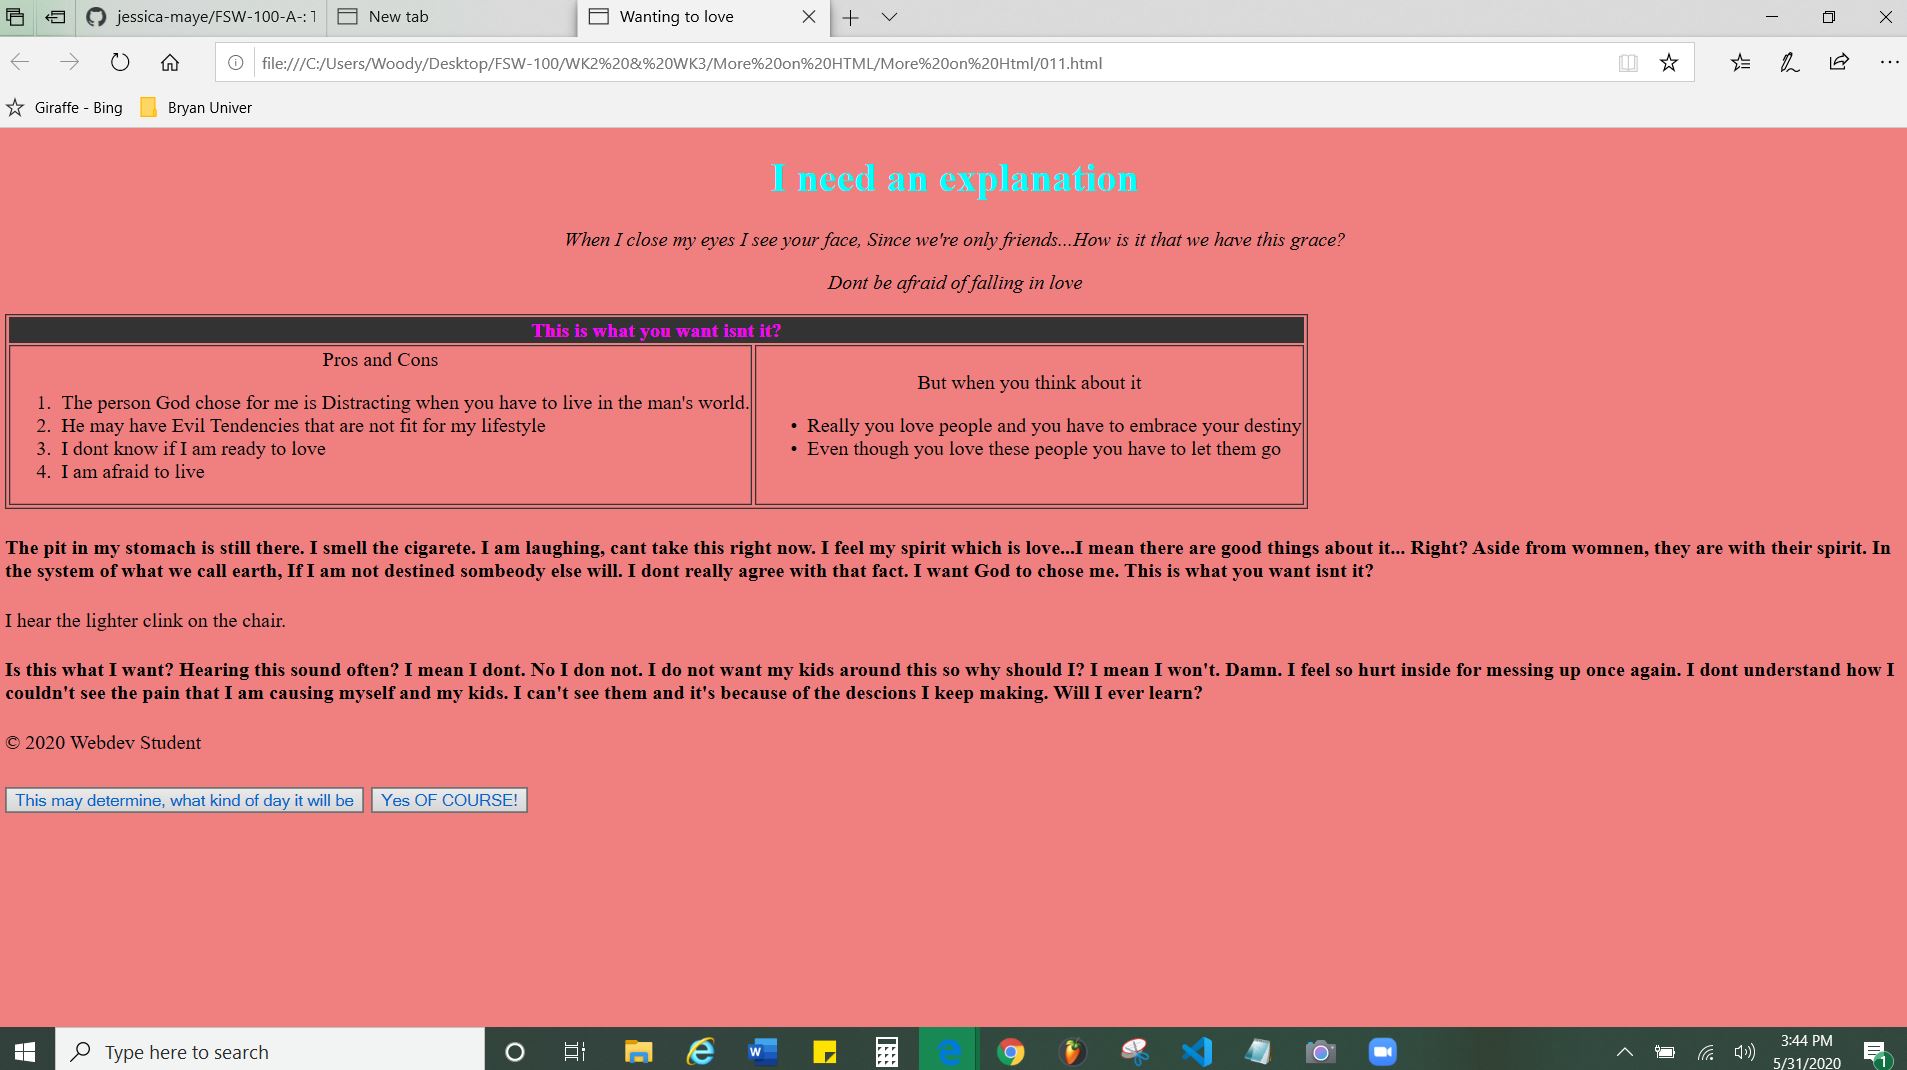 jessica-maye/FSW-100-A-: T
New tab
Wanting to love
file:///C:/Users/Woody/Desktop/FSW-100/WK2%20&%20WK3/More%20on%20HTML/More%20on%20Html/011.html
Giraffe - Bing
Bryan Univer
I need an explanation
When I close my eyes I see your face, Since we're only friends...How is it that we have this grace?
Dont be afraid of falling in love
This is what you want isnt it?
Pros and Cons
1. The person God chose for me is Distracting when you have to live in the man's world.
2. He may have Evil Tendencies that are not fit for my lifestyle
3. I dont know if I am ready to love
4. I am afraid to live
But when you think about it
• Really you love people and you have to embrace your destiny
• Even though you love these people you have to let them go
The pit in my stomach is still there. I smell the cigarete. I am laughing, cant take this right now. I feel my spirit which is love...I mean there are good things about it... Right? Aside from womnen, they are with their spirit. In
the system of what we call earth, If I am not destined sombeody else will. I dont really agree with that fact. I want God to chose me. This is what you want isnt it?
I hear the lighter clink on the chair.
Is this what I want? Hearing this sound often? I mean I dont. No I don not. I do not want my kids around this so why should I? I mean I won't. Damn. I feel so hurt inside for messing up once again. I dont understand how I
couldn't see the pain that I am causing myself and my kids. I can't see them and it's because of the descions I keep making. Will I ever learn?
© 2020 Webdev Student
This may determine, what kind of day it will be
Yes OF COURSE!
Type here to search
3:44 PM
5/31/2020
1